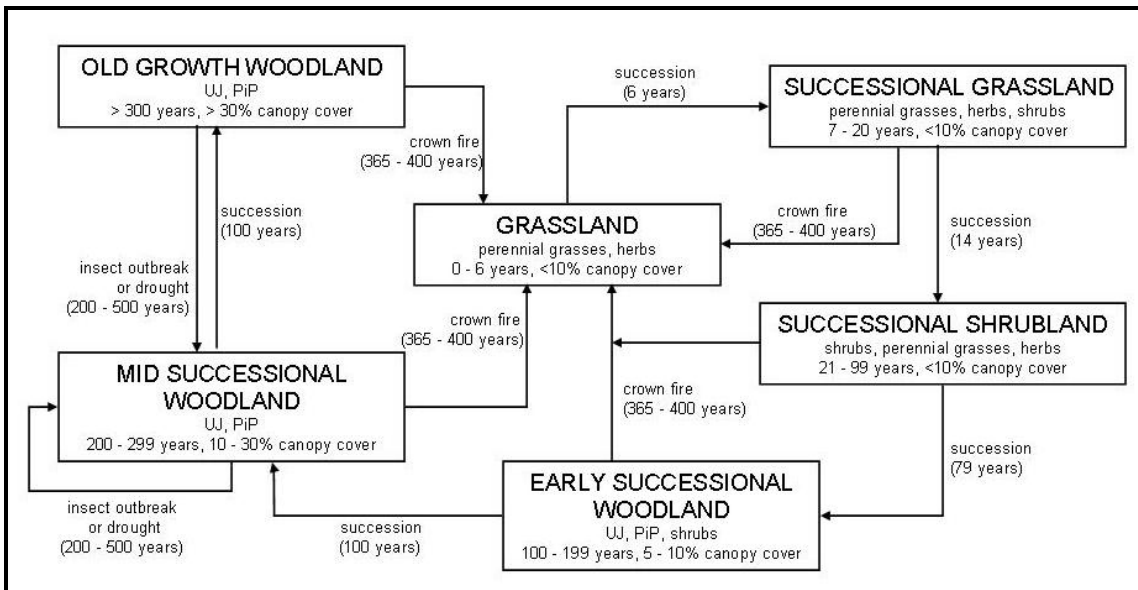 OLD GROWTH WOODLAND
UJ, PiP
> 300 years, > 30% canopy cover
succession
(6 years)
SUCCESSIONAL GRASSLAND
perennial grasses, herbs, shrubs
7 - 20 years, <10% canopy cover
crown fire
(365 - 400 years)
succession
(100 years)
GRASSLAND
perennial grasses, herbs
0 - 6 years, <10% canopy cover
crown fire
(365 - 400 years)
succession
(14 years)
insect outbreak
or drought
(200 - 500 years)
crown fire
(365 - 400 years)
SUCCESSIONAL SHRUBLAND
shrubs, perennial grasses, herbs
21 - 99 years, <10% canopy cover
MID SUCCESSIONAL
WOODLAND
UJ, PiP
200 - 299 years, 10 - 30% canopy cover
crown fire
(365 - 400 years)
succession
(79 years)
EARLY SUCCESSIONAL
WOODLAND
UJ, PiP, shrubs
100 - 199 years, 5 - 10% canopy cover
insect outbreak
or drought
(200 - 500 years)
succession
(100 years)